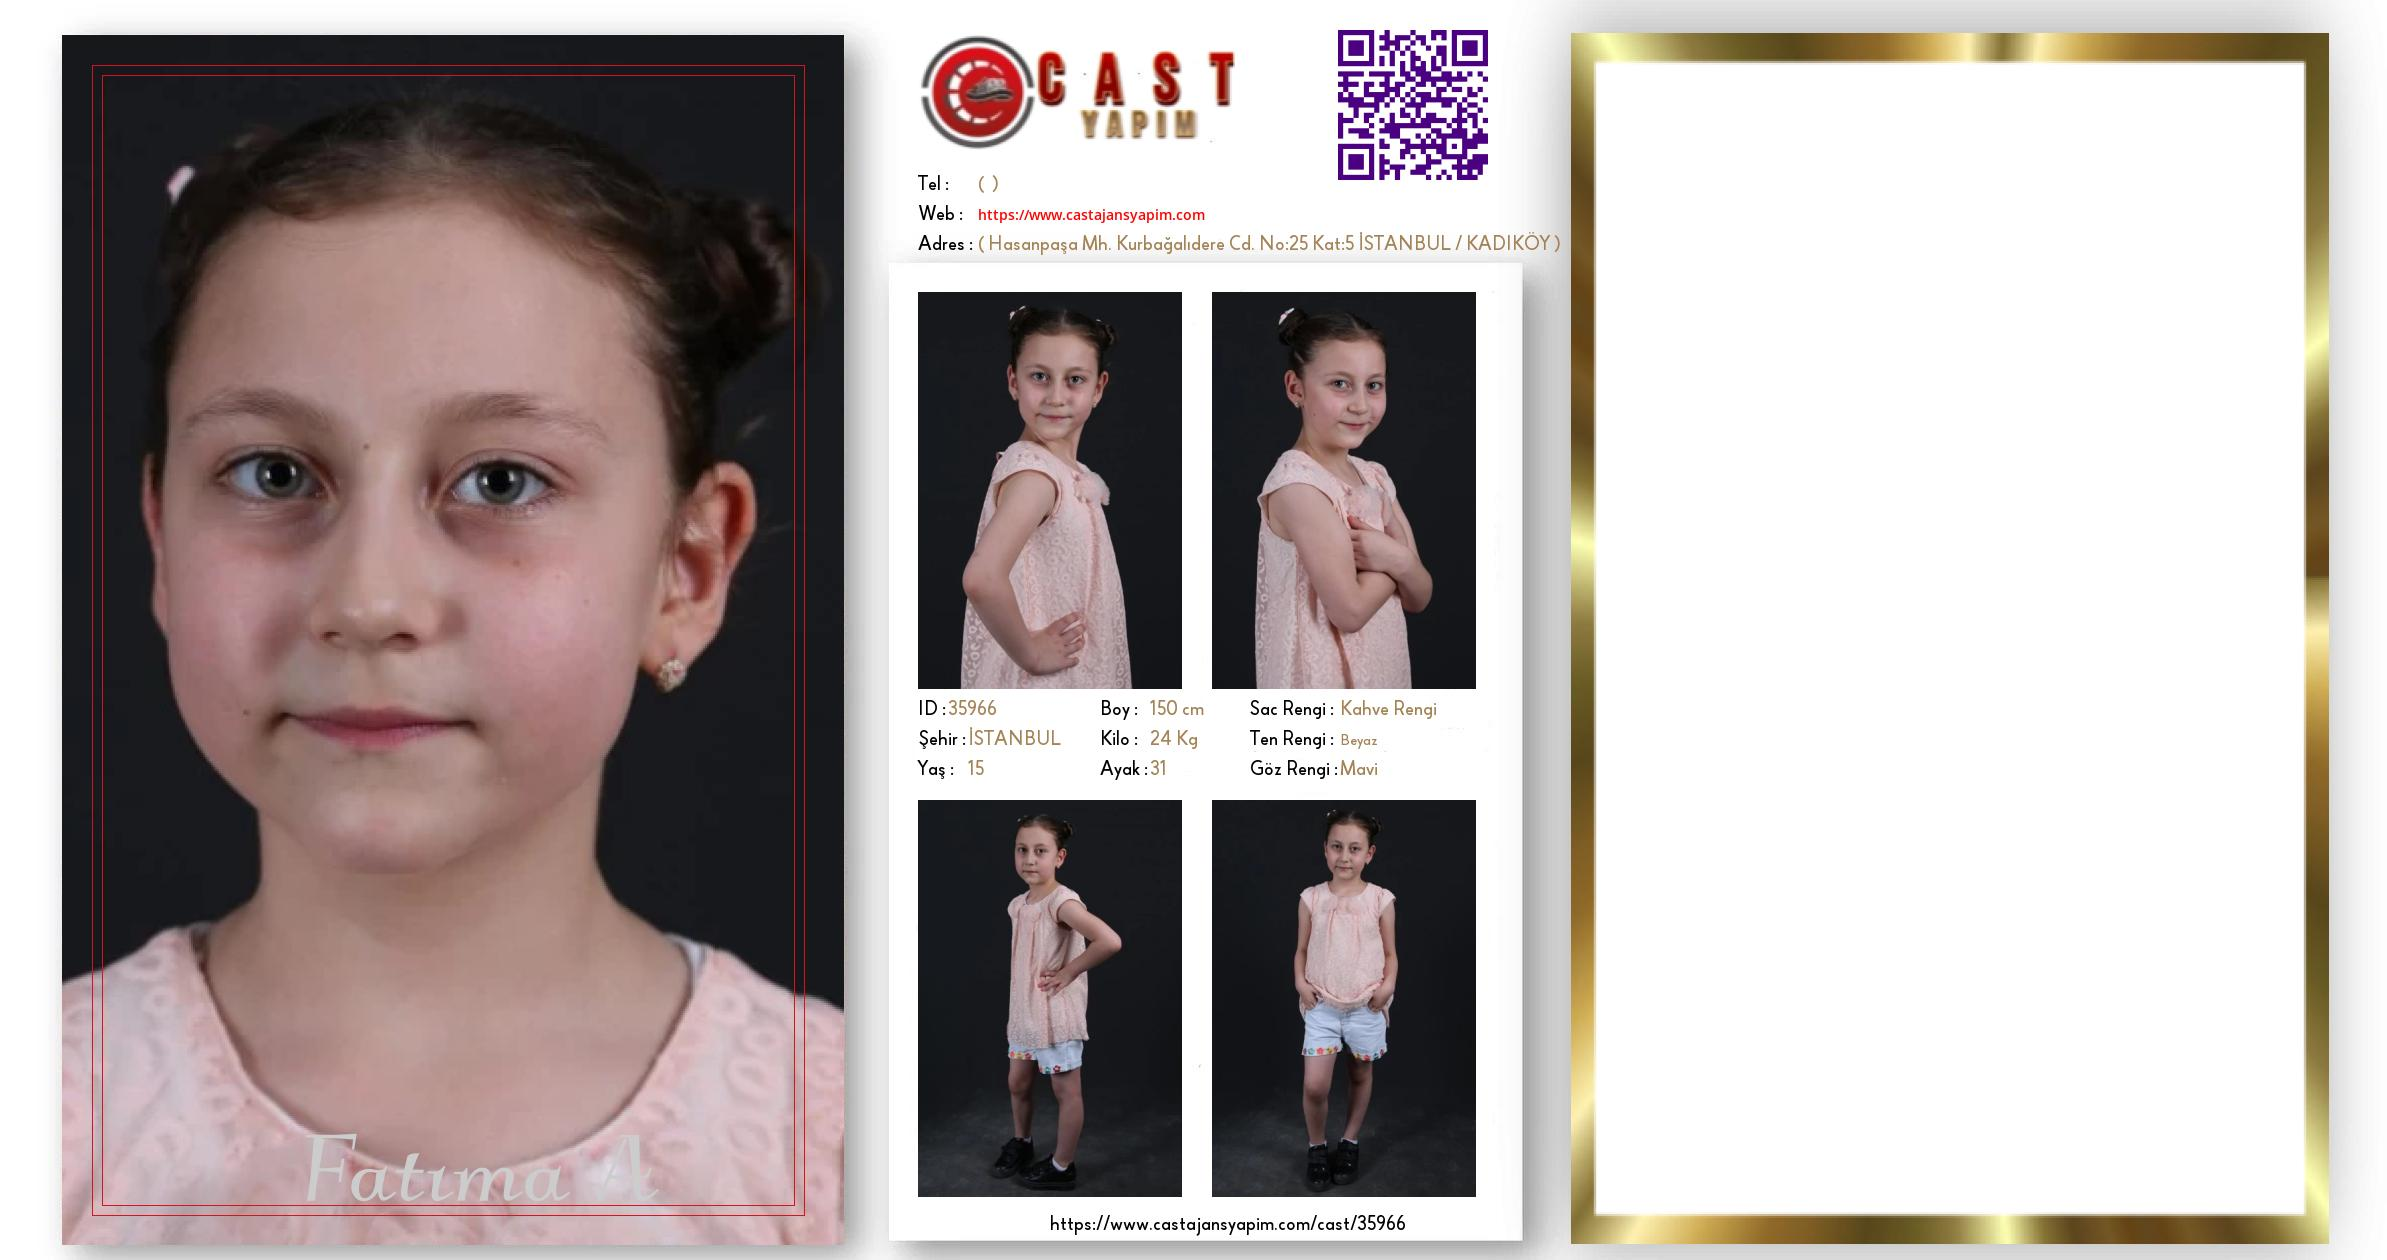 Fatıma A
CAST
YAPIM
Tel : ( )
Web : https://www.castajansyapim.com
Adres : ( Hasanpaşa Mh. Kurbağalıdere Cd. No:25 Kat:5 İSTANBUL / KADIKÖY )
ID : 35966 Boy : 150 cm Sac Rengi : Kahve Rengi
Şehir : İSTANBUL Kilo : 24 Kg Ten Rengi : Beyaz
Yaş : 15 Ayak : 31 Göz Rengi : Mavi
https://www.castajansyapim.com/cast/35966